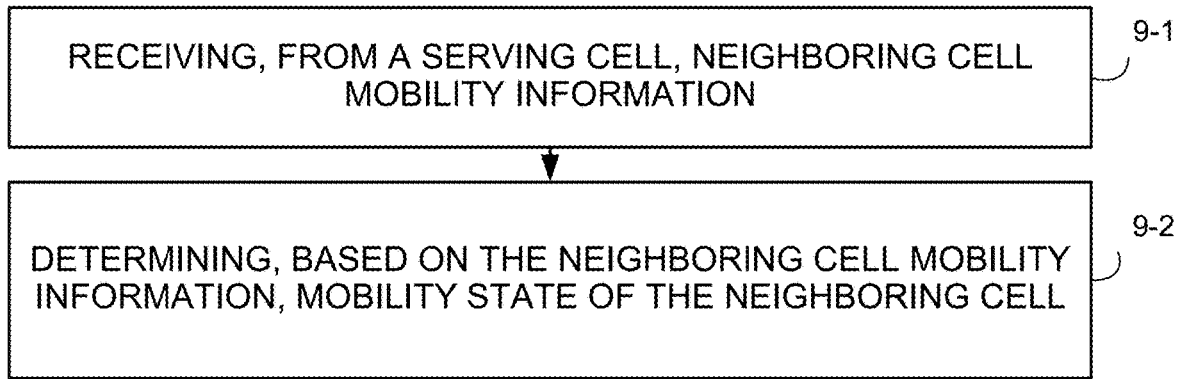 RECEIVING, FROM A SERVING CELL, NEIGHBORING CELL
MOBILITY INFORMATION
9-1
DETERMINING, BASED ON THE NEIGHBORING CELL MOBILITY
INFORMATION, MOBILITY STATE OF THE NEIGHBORING CELL
9-2